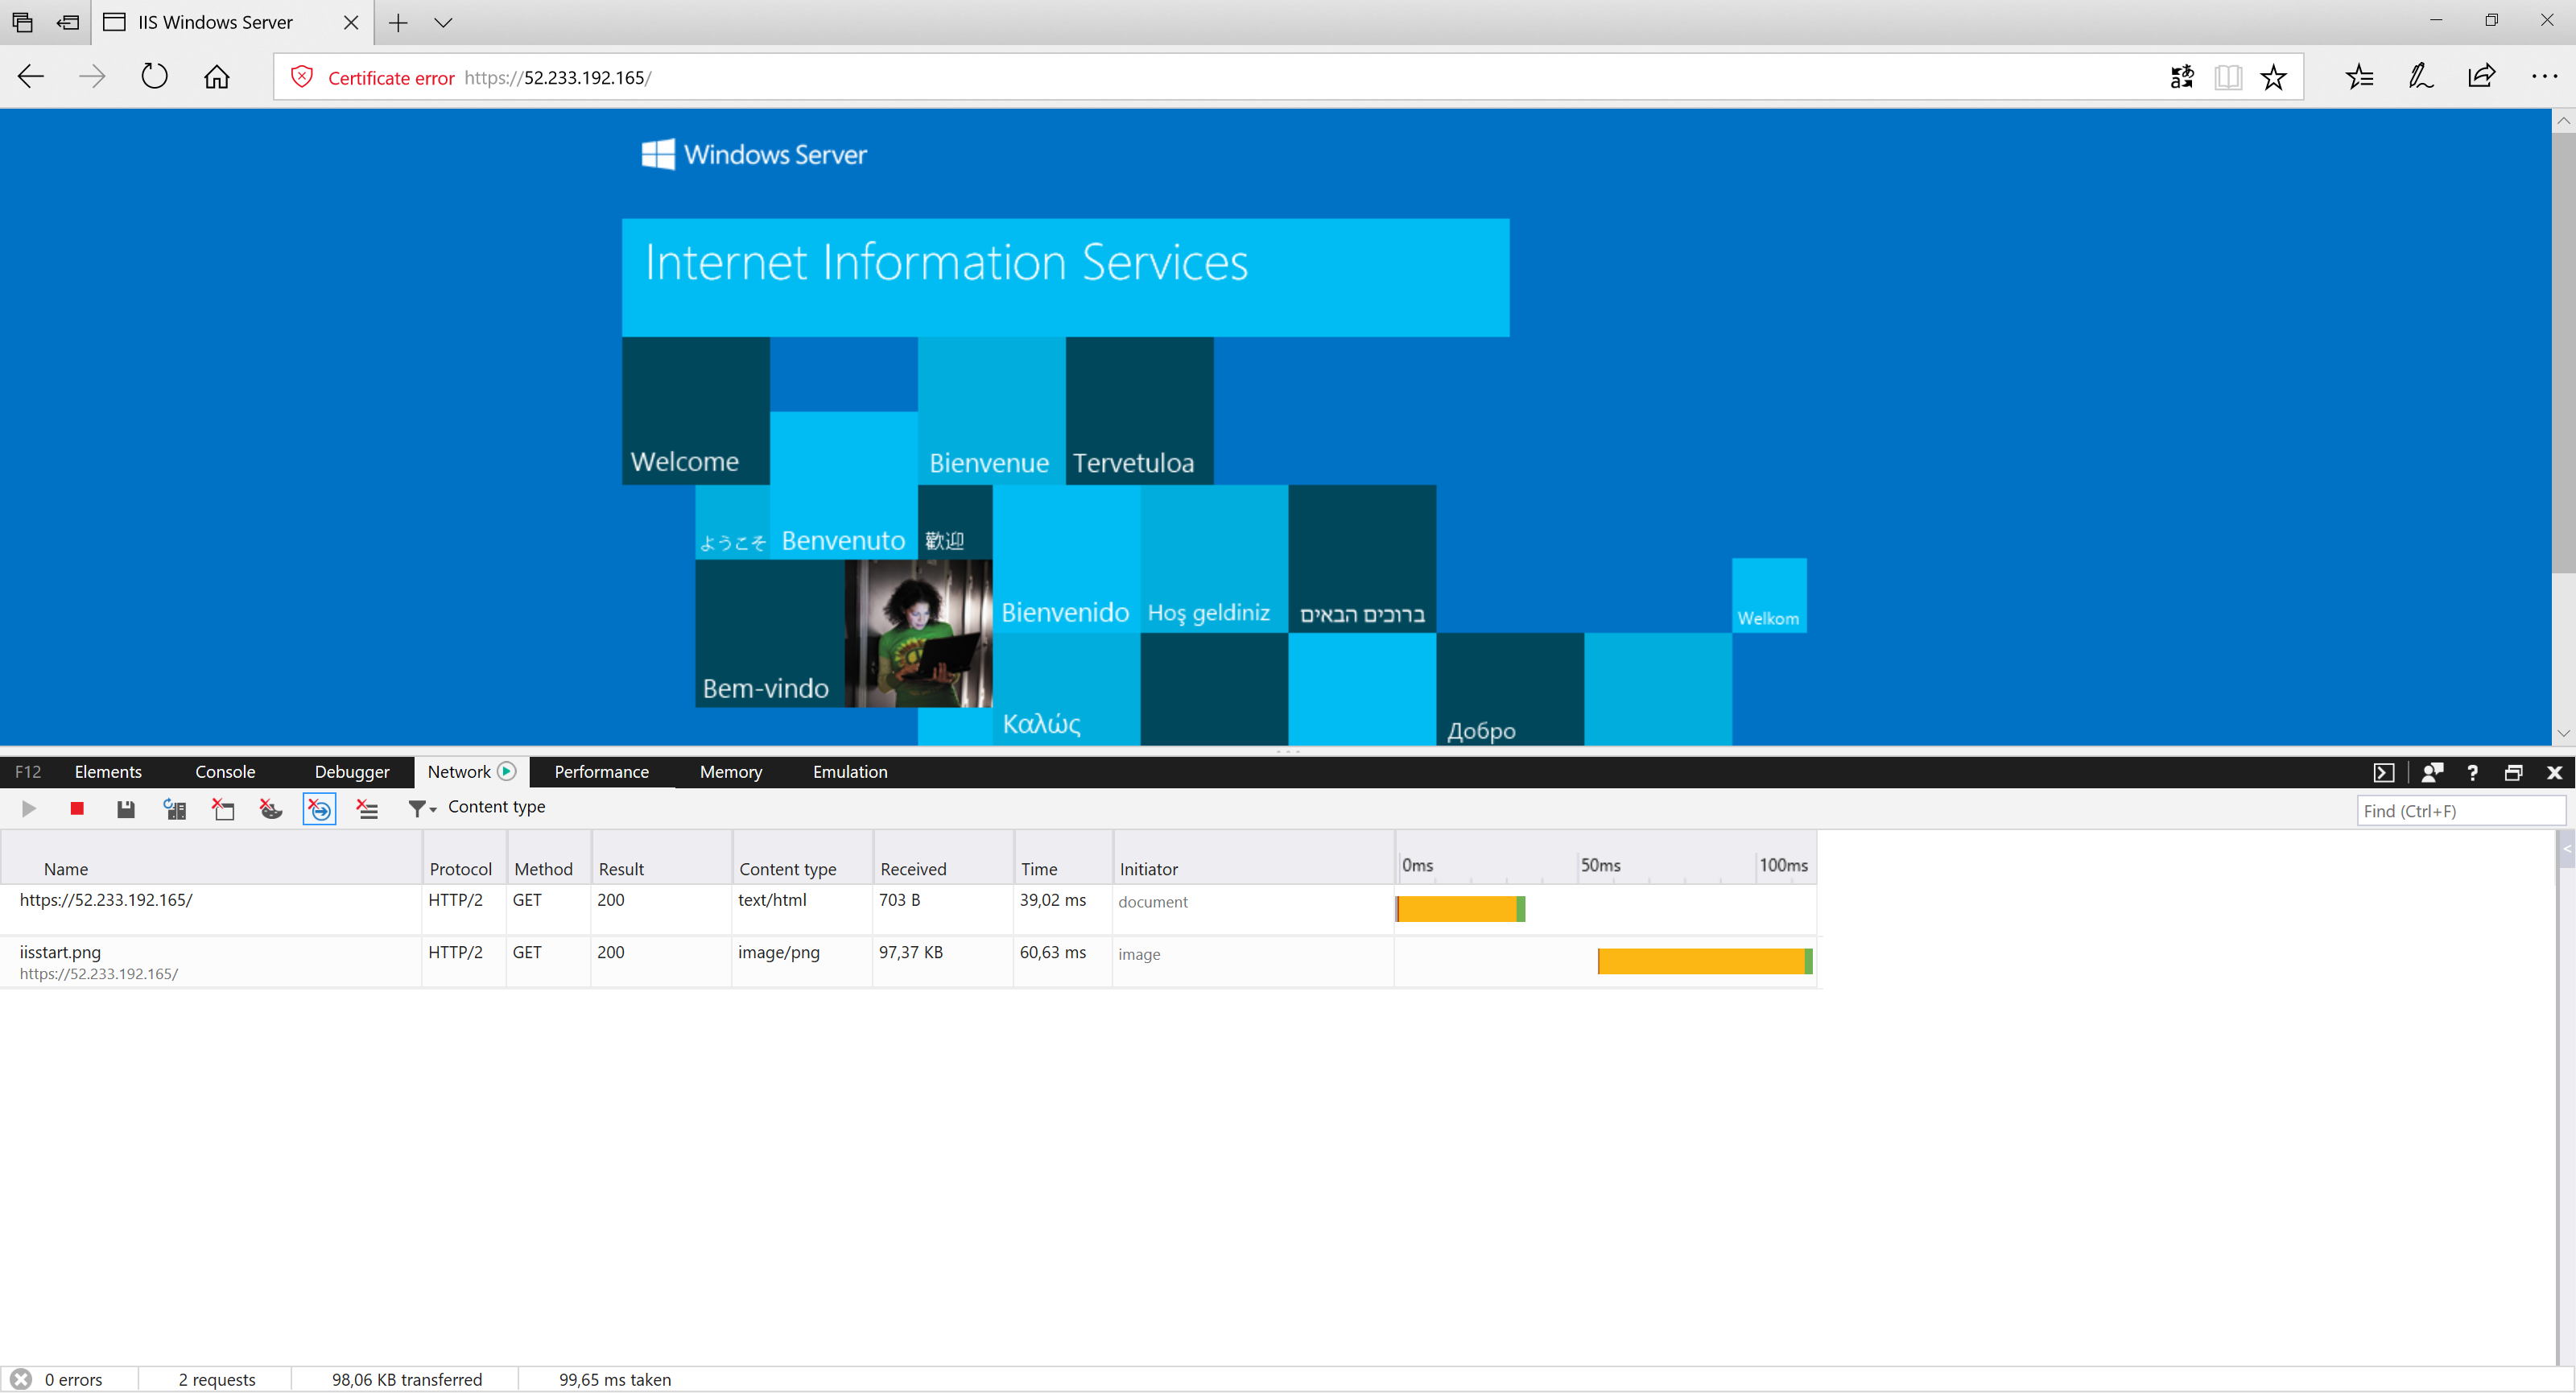 IIS Windows Server
Certificate error https://52.233.192.165/
Windows Server
Internet Information Services
Welcome
Bienvenue
Tervetuloa
ようこそ
Benvenuto
歡迎
Bienvenido
Hoş geldiniz
ברוכים הבאים
Welkom
Bem-vindo
Καλώς
Добро
F12 Elements Console Debugger Network Performance Memory Emulation
Content type
Find (Ctrl+F)
Name Protocol Method Result Content type Received Time Initiator 0ms 50ms 100ms
https://52.233.192.165/ HTTP/2 GET 200 text/html 703 B 39,02 ms document
iisstart.png HTTP/2 GET 200 image/png 97,37 KB 60,63 ms image
https://52.233.192.165/
0 errors 2 requests 98,06 KB transferred 99,65 ms taken